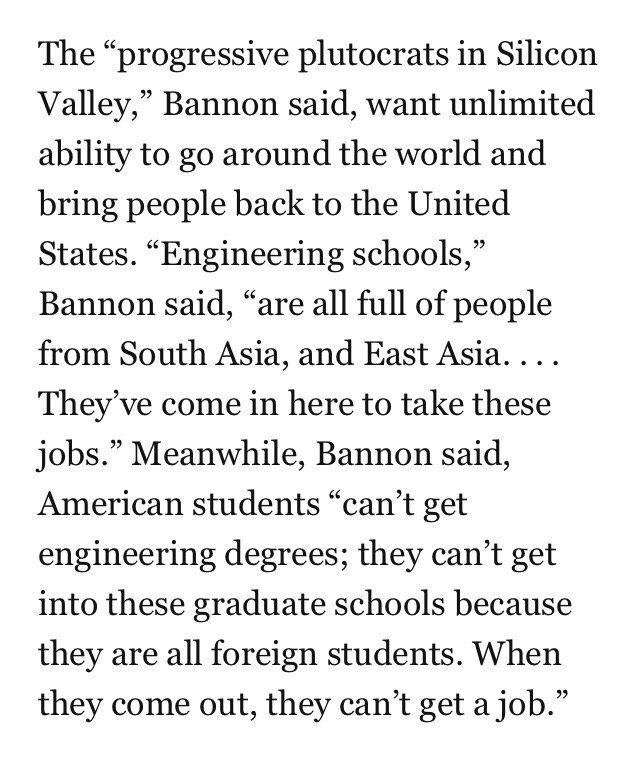 The “progressive plutocrats in Silicon
Valley,” Bannon said, want unlimited
ability to go around the world and
bring people back to the United
States. “Engineering schools,”
Bannon said, “are all full of people
from South Asia, and East Asia. . . .
They’ve come in here to take these
jobs.” Meanwhile, Bannon said,
American students “can’t get
engineering degrees; they can’t get
into these graduate schools because
they are all foreign students. When
they come out, they can’t get a job.”